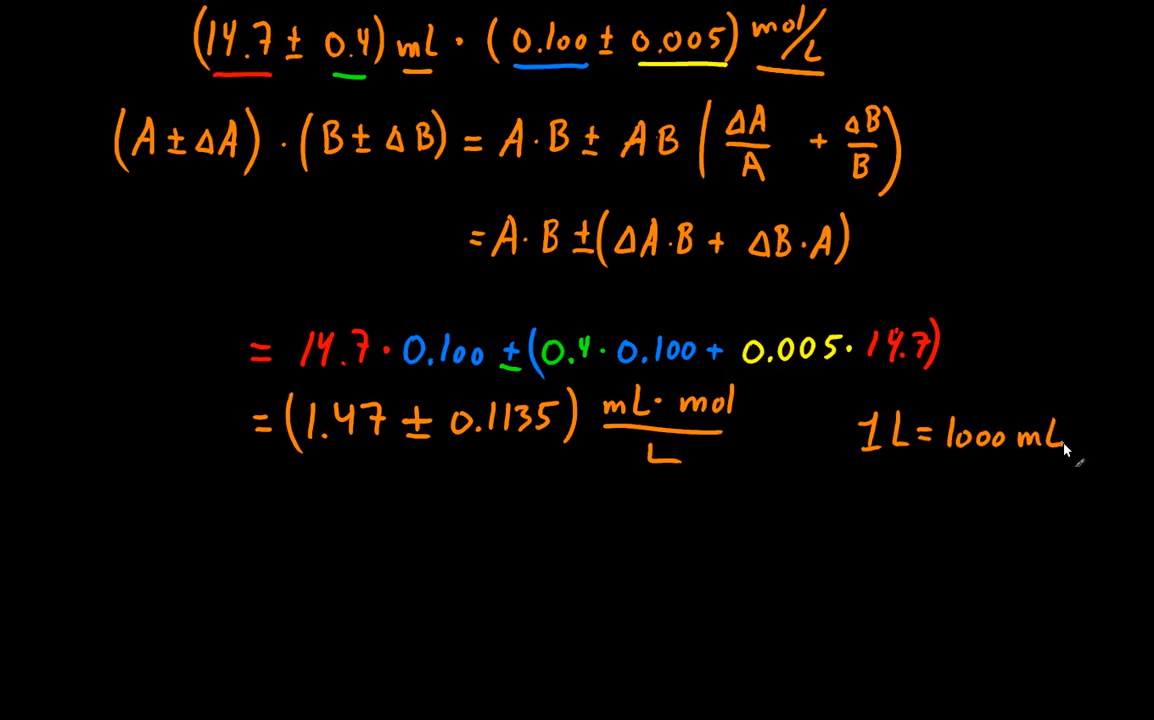 (14.7 ± 0.4) mL · (0.100 ± 0.005) mol/L
(A ± ΔA) · (B ± ΔB) = A · B ± AB (ΔA/A + ΔB/B)
= A · B ± (ΔA · B + ΔB · A)
= 14.7 · 0.100 ± (0.4 · 0.100 + 0.005 · 14.7)
= (1.47 ± 0.1135) mL · mol/L 1 L = 1000 mL